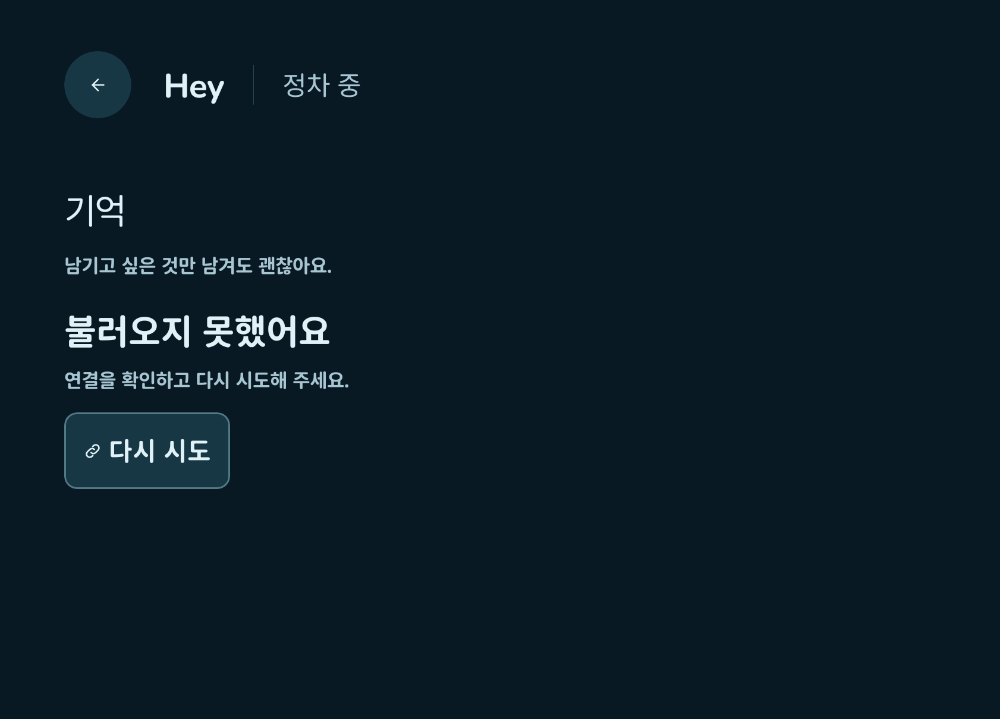 Hey 정차 중
기억
남기고 싶은 것만 남겨도 괜찮아요.
불러오지 못했어요
연결을 확인하고 다시 시도해 주세요.
다시 시도